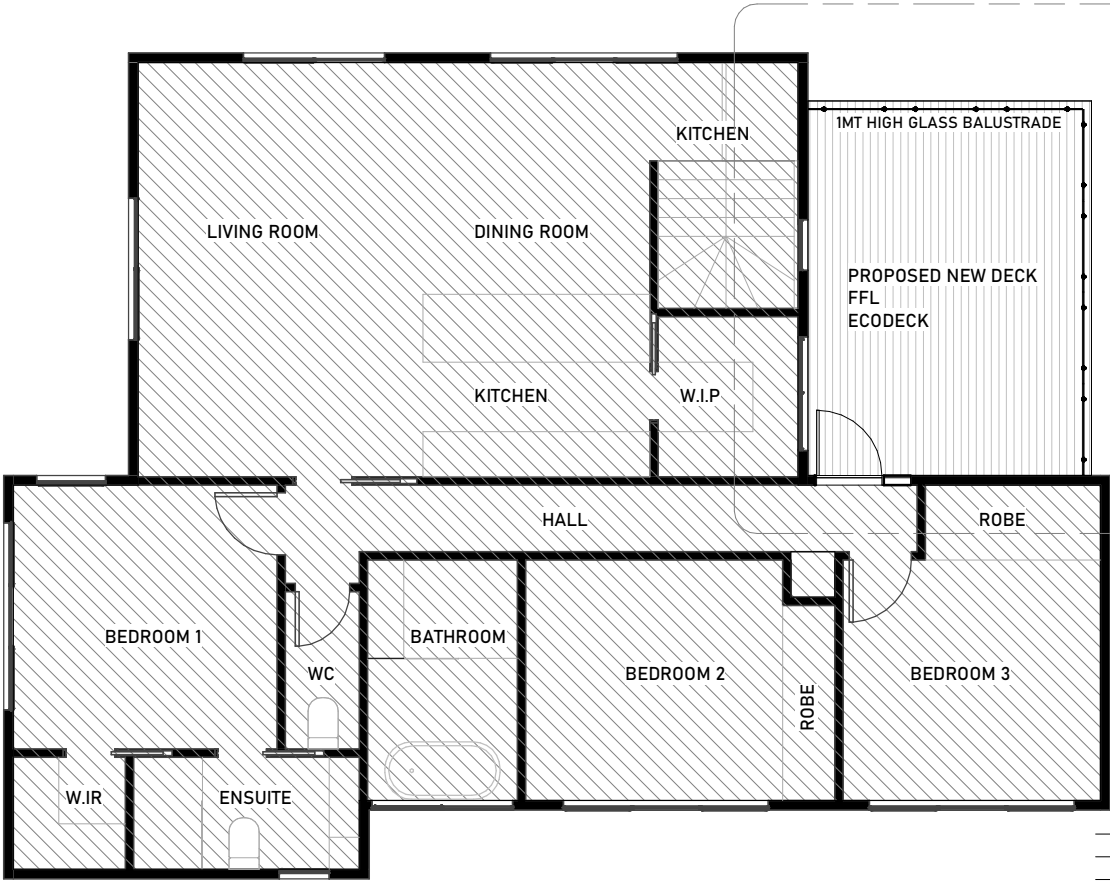 KITCHEN
1MT HIGH GLASS BALUSTRADE
LIVING ROOM
DINING ROOM
PROPOSED NEW DECK
FFL
ECODECK
KITCHEN
W.I.P
HALL
ROBE
BEDROOM 1
BATHROOM
WC
BEDROOM 2
ROBE
BEDROOM 3
W.IR
ENSUITE